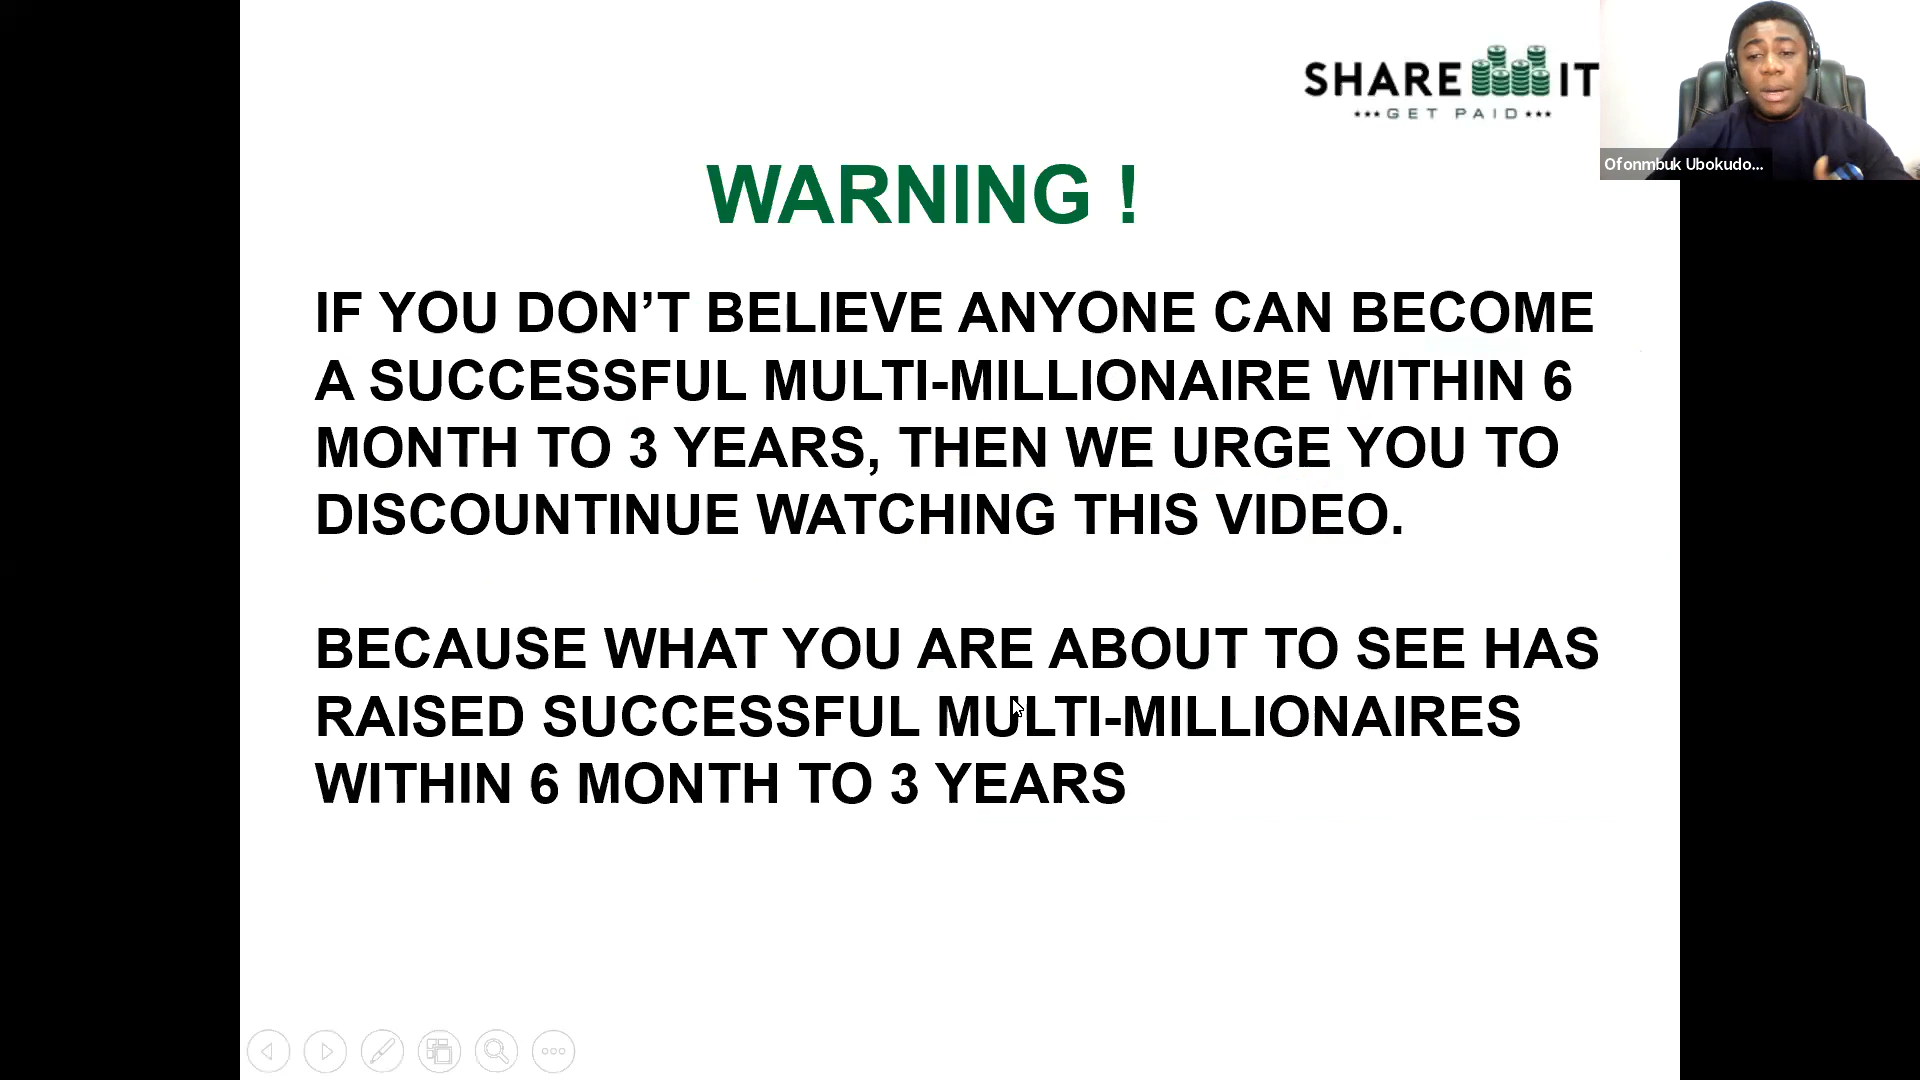 SHARE IT
***GET PAID***
Ofonmbuk Ubokudo...
WARNING !
IF YOU DON’T BELIEVE ANYONE CAN BECOME
A SUCCESSFUL MULTI-MILLIONAIRE WITHIN 6
MONTH TO 3 YEARS, THEN WE URGE YOU TO
DISCOUNTINUE WATCHING THIS VIDEO.
BECAUSE WHAT YOU ARE ABOUT TO SEE HAS
RAISED SUCCESSFUL MULTI-MILLIONAIRES
WITHIN 6 MONTH TO 3 YEARS